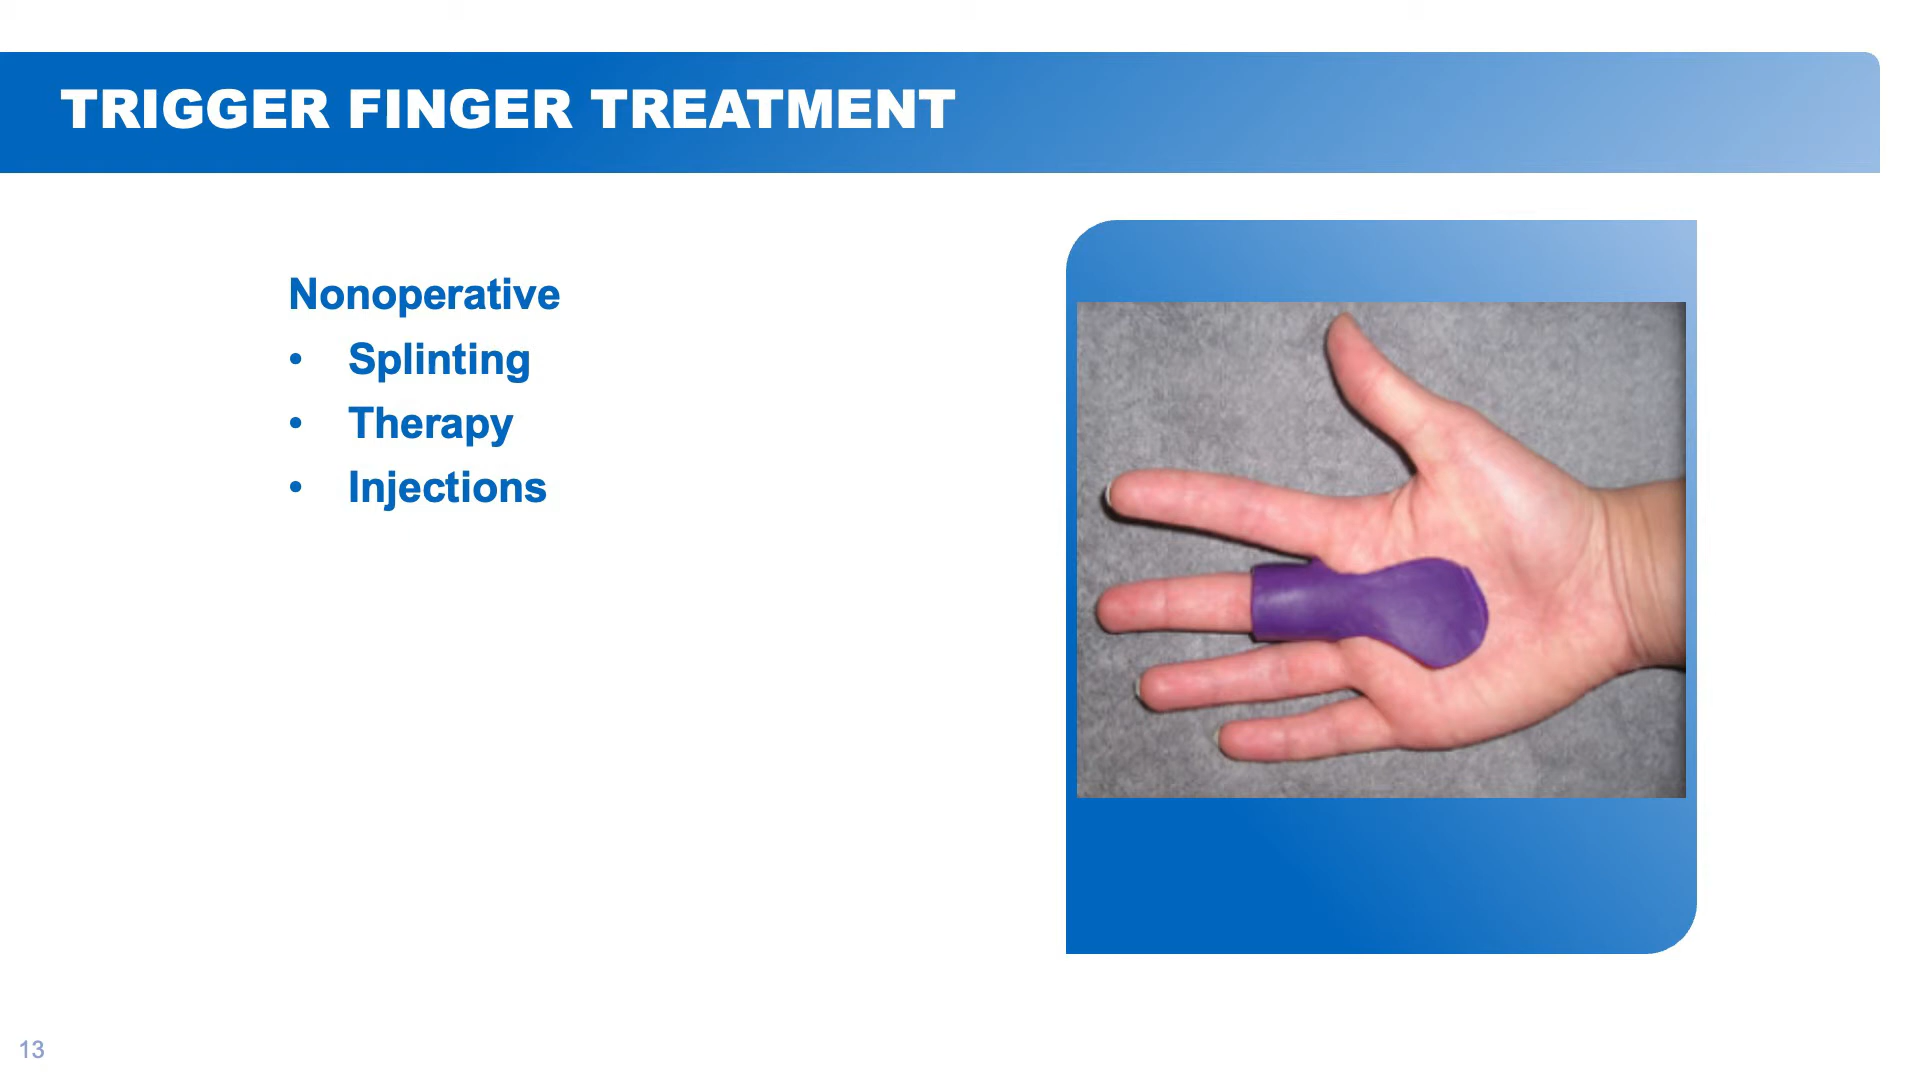 TRIGGER FINGER TREATMENT
Nonoperative
• Splinting
• Therapy
• Injections
13